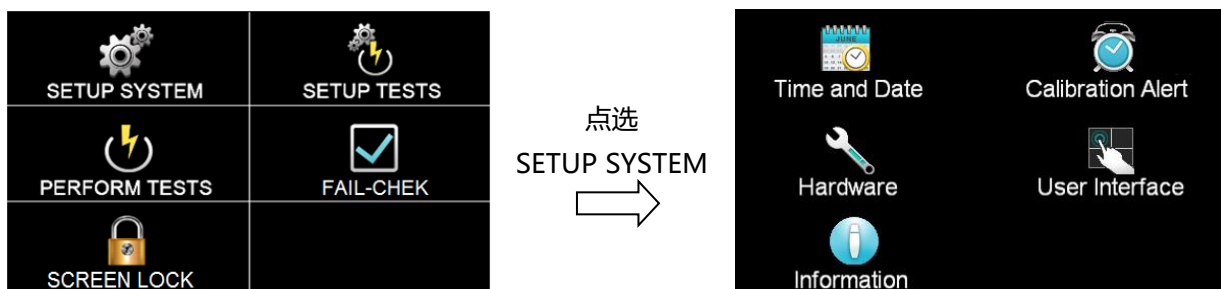 SETUP SYSTEM
SETUP TESTS
PERFORM TESTS
FAIL-CHEK
SCREEN LOCK
点选
SETUP SYSTEM
JUNE
Time and Date
Calibration Alert
Hardware
User Interface
Information